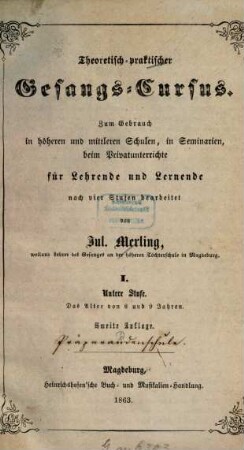 Theoretisch-praktischer
Gesangs-Cursus.
Zum Gebrauch
in höheren und mittleren Schulen, in Seminarien,
beim Privatunterrichte
für Lehrende und Lernende
nach vier Stufen bearbeitet
von
Jul. Merling,
weiland Lehrer des Gesanges an der höheren Töchterschule in Magdeburg.
I.
Untere Stufe.
Das Alter von 8 und 9 Jahren.
Zweite Auflage.
Präparandenschule.
Magdeburg,
Heinrichshofen'sche Buch- und Musikalien-Handlung.
1863.